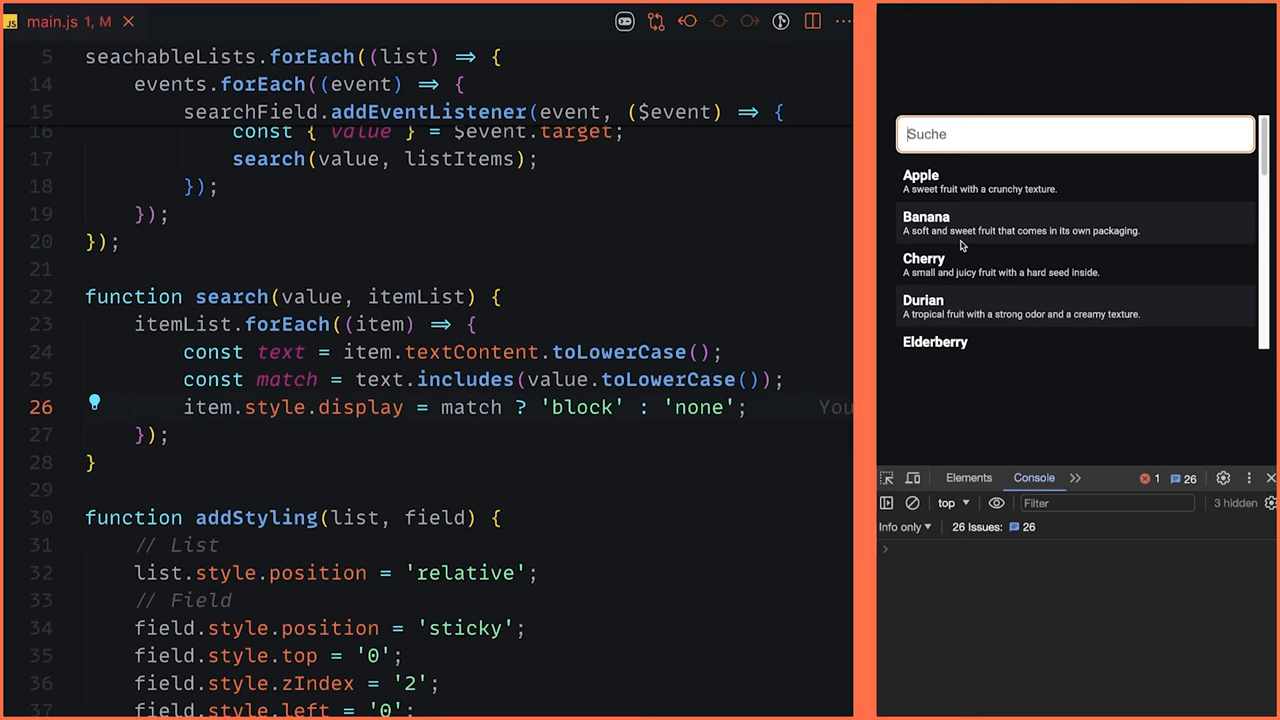 JS main.js 1, M
5 seachableLists.forEach((list) => {
14 events.forEach((event) => {
15 searchField.addEventListener(event, ($event) => {
16 const { value } = $event.target;
17 search(value, listItems);
18 });
19 });
20 });
21
22 function search(value, itemList) {
23 itemList.forEach((item) => {
24 const text = item.textContent.toLowerCase();
25 const match = text.includes(value.toLowerCase());
26 item.style.display = match ? 'block' : 'none'; You
27 });
28 }
29
30 function addStyling(list, field) {
31 // List
32 list.style.position = 'relative';
33 // Field
34 field.style.position = 'sticky';
35 field.style.top = '0';
36 field.style.zIndex = '2';
37 field.style.left = '0';
Suche
Apple
A sweet fruit with a crunchy texture.
Banana
A soft and sweet fruit that comes in its own packaging.
Cherry
A small and juicy fruit with a hard seed inside.
Durian
A tropical fruit with a strong odor and a creamy texture.
Elderberry
Elements Console 1 26
top Filter 3 hidden
Info only 26 Issues: 26